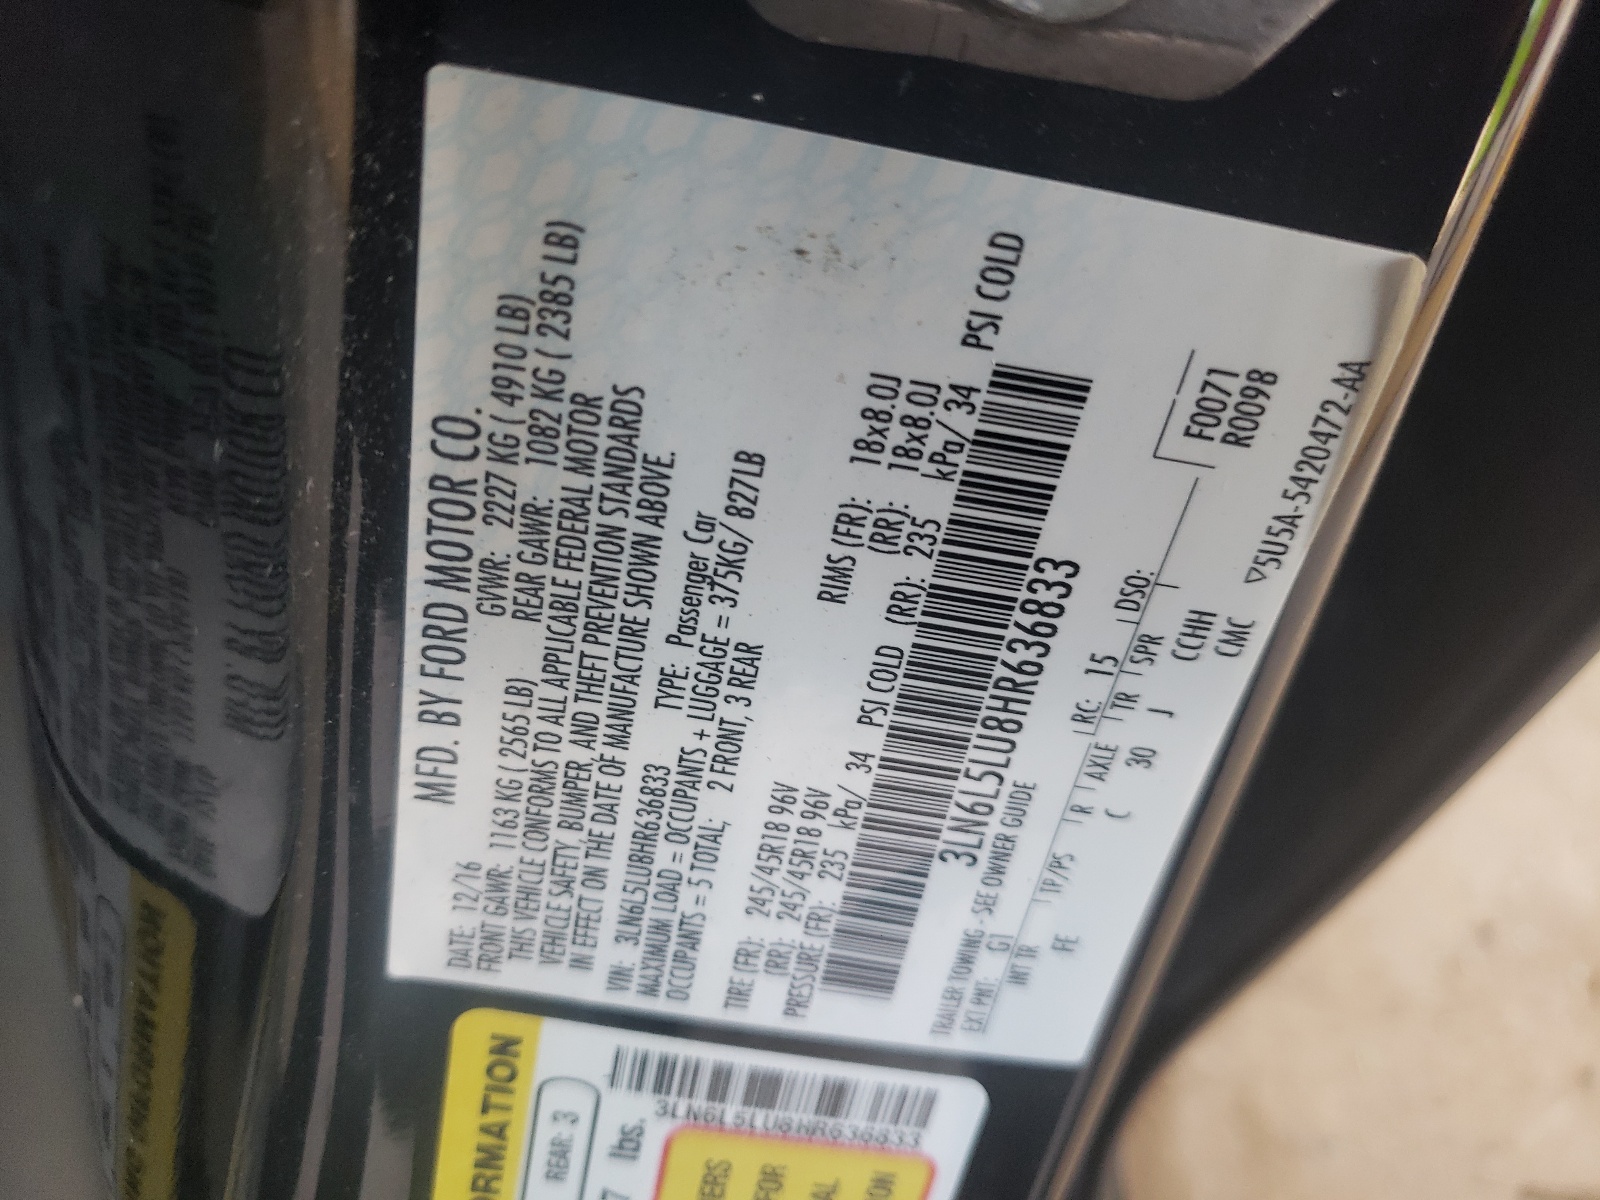 MFD. BY FORD MOTOR CO.
DATE: 12/16 GVWR: 2227 KG ( 4910 LB)
FRONT GAWR: 1163 KG ( 2565 LB) REAR GAWR: 1082 KG ( 2385 LB)
THIS VEHICLE CONFORMS TO ALL APPLICABLE FEDERAL MOTOR
VEHICLE SAFETY, BUMPER, AND THEFT PREVENTION STANDARDS
IN EFFECT ON THE DATE OF MANUFACTURE SHOWN ABOVE.
VIN: 3LN6L5LU8HR636833 TYPE: Passenger Car
MAXIMUM LOAD = OCCUPANTS + LUGGAGE = 375KG/ 827LB
OCCUPANTS = 5 TOTAL; 2 FRONT, 3 REAR
TIRE (FR): 245/45R18 96V RIMS (FR): 18x8.0J
(RR): 245/45R18 96V (RR): 18x8.0J
PRESSURE (FR): 235 kPa/ 34 PSI COLD (RR): 235 kPa/ 34 PSI COLD
3LN6L5LU8HR636833
TRAILER TOWING - SEE OWNER GUIDE
EXT PNT: G1 RC: 15 DSO:
INT TR TP/PS R AXLE TR SPR
FE C 30 J CCHH
CMC
F0071
R0098
▽5U5A-5420472-AA
ORMATION
REAR: 3
7 lbs.
3LN6L5LU8HR636833
ERS
FOR
AL
ON